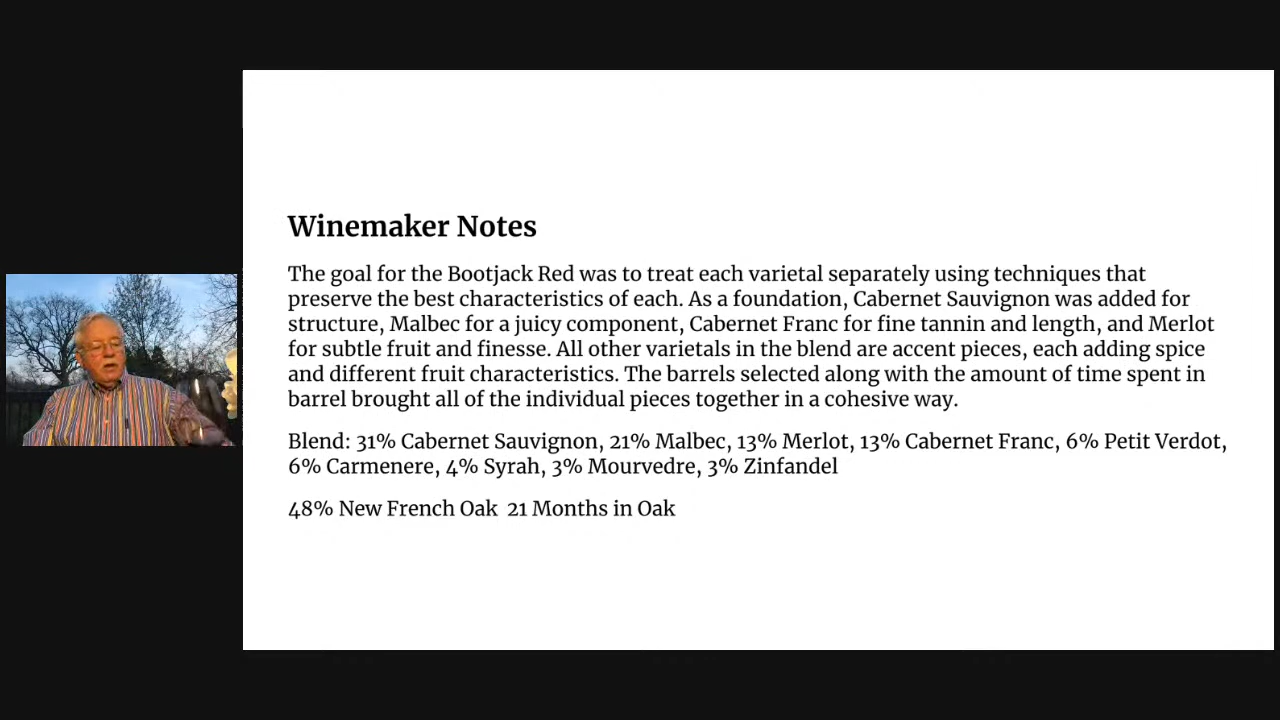 Winemaker Notes
The goal for the Bootjack Red was to treat each varietal separately using techniques that
preserve the best characteristics of each. As a foundation, Cabernet Sauvignon was added for
structure, Malbec for a juicy component, Cabernet Franc for fine tannin and length, and Merlot
for subtle fruit and finesse. All other varietals in the blend are accent pieces, each adding spice
and different fruit characteristics. The barrels selected along with the amount of time spent in
barrel brought all of the individual pieces together in a cohesive way.
Blend: 31% Cabernet Sauvignon, 21% Malbec, 13% Merlot, 13% Cabernet Franc, 6% Petit Verdot,
6% Carmenere, 4% Syrah, 3% Mourvedre, 3% Zinfandel
48% New French Oak  21 Months in Oak